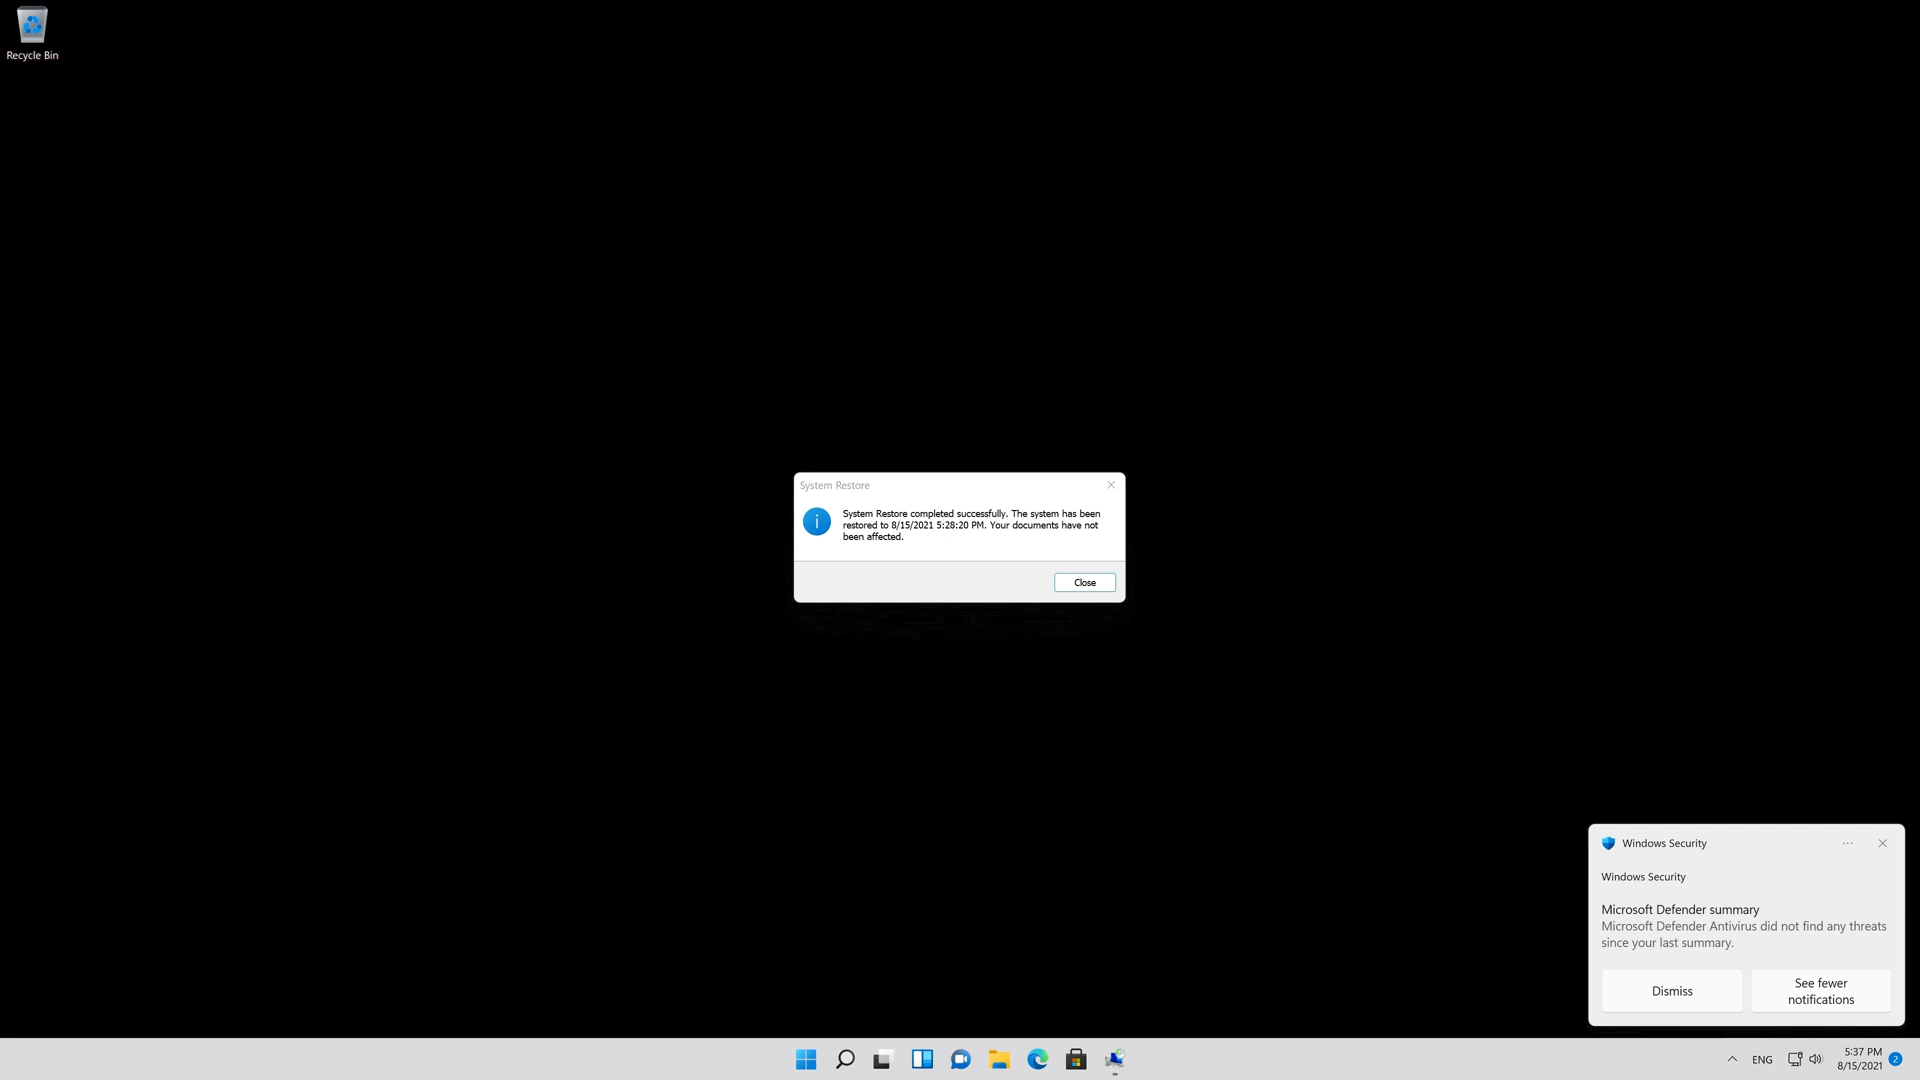 Recycle Bin
System Restore
System Restore completed successfully. The system has been
restored to 8/15/2021 5:28:20 PM. Your documents have not
been affected.
Close
Windows Security
Windows Security
Microsoft Defender summary
Microsoft Defender Antivirus did not find any threats
since your last summary.
Dismiss
See fewer
notifications
ENG
5:37 PM
8/15/2021
2